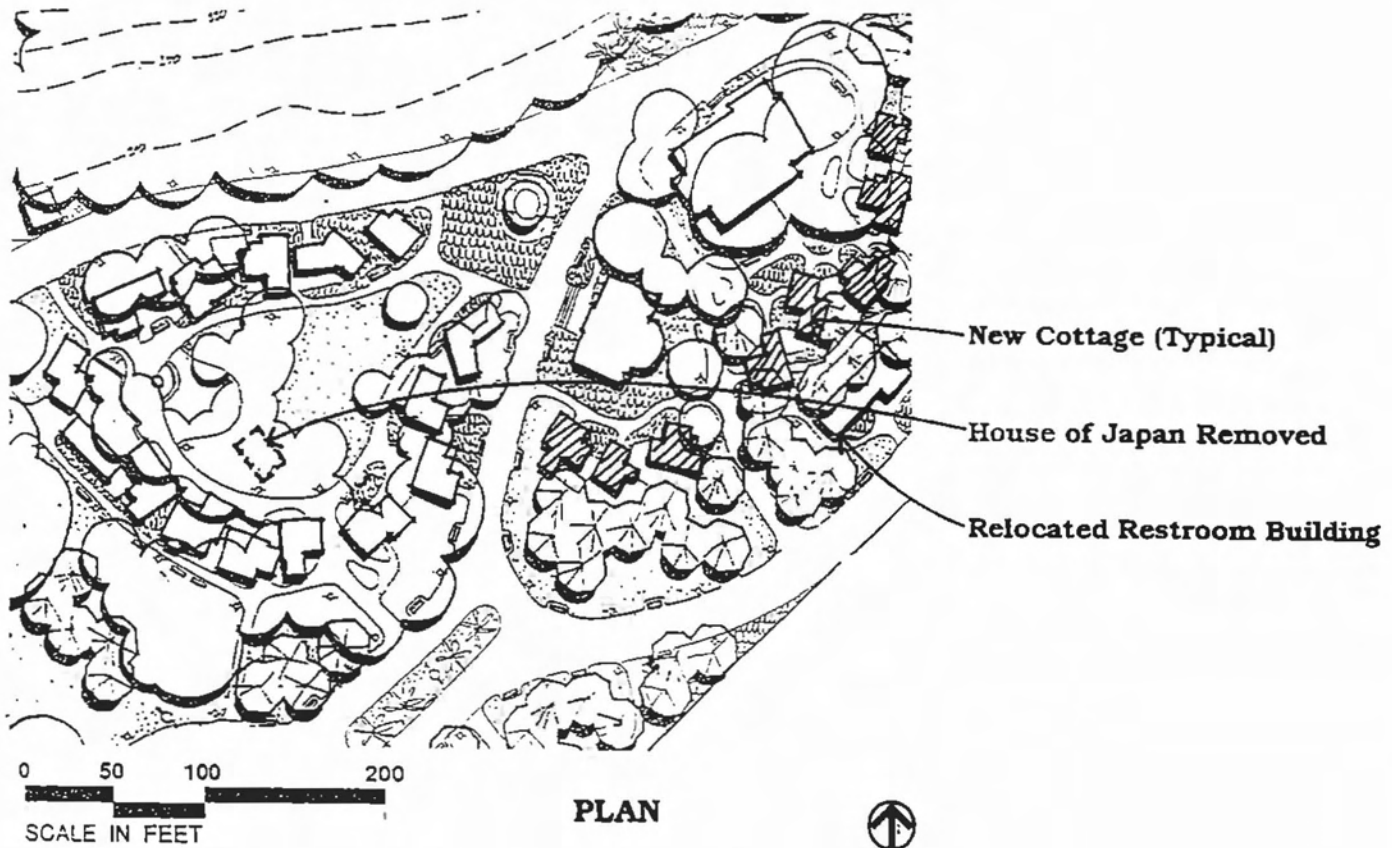 New Cottage (Typical)
House of Japan Removed
Relocated Restroom Building
0 50 100 200
SCALE IN FEET
PLAN